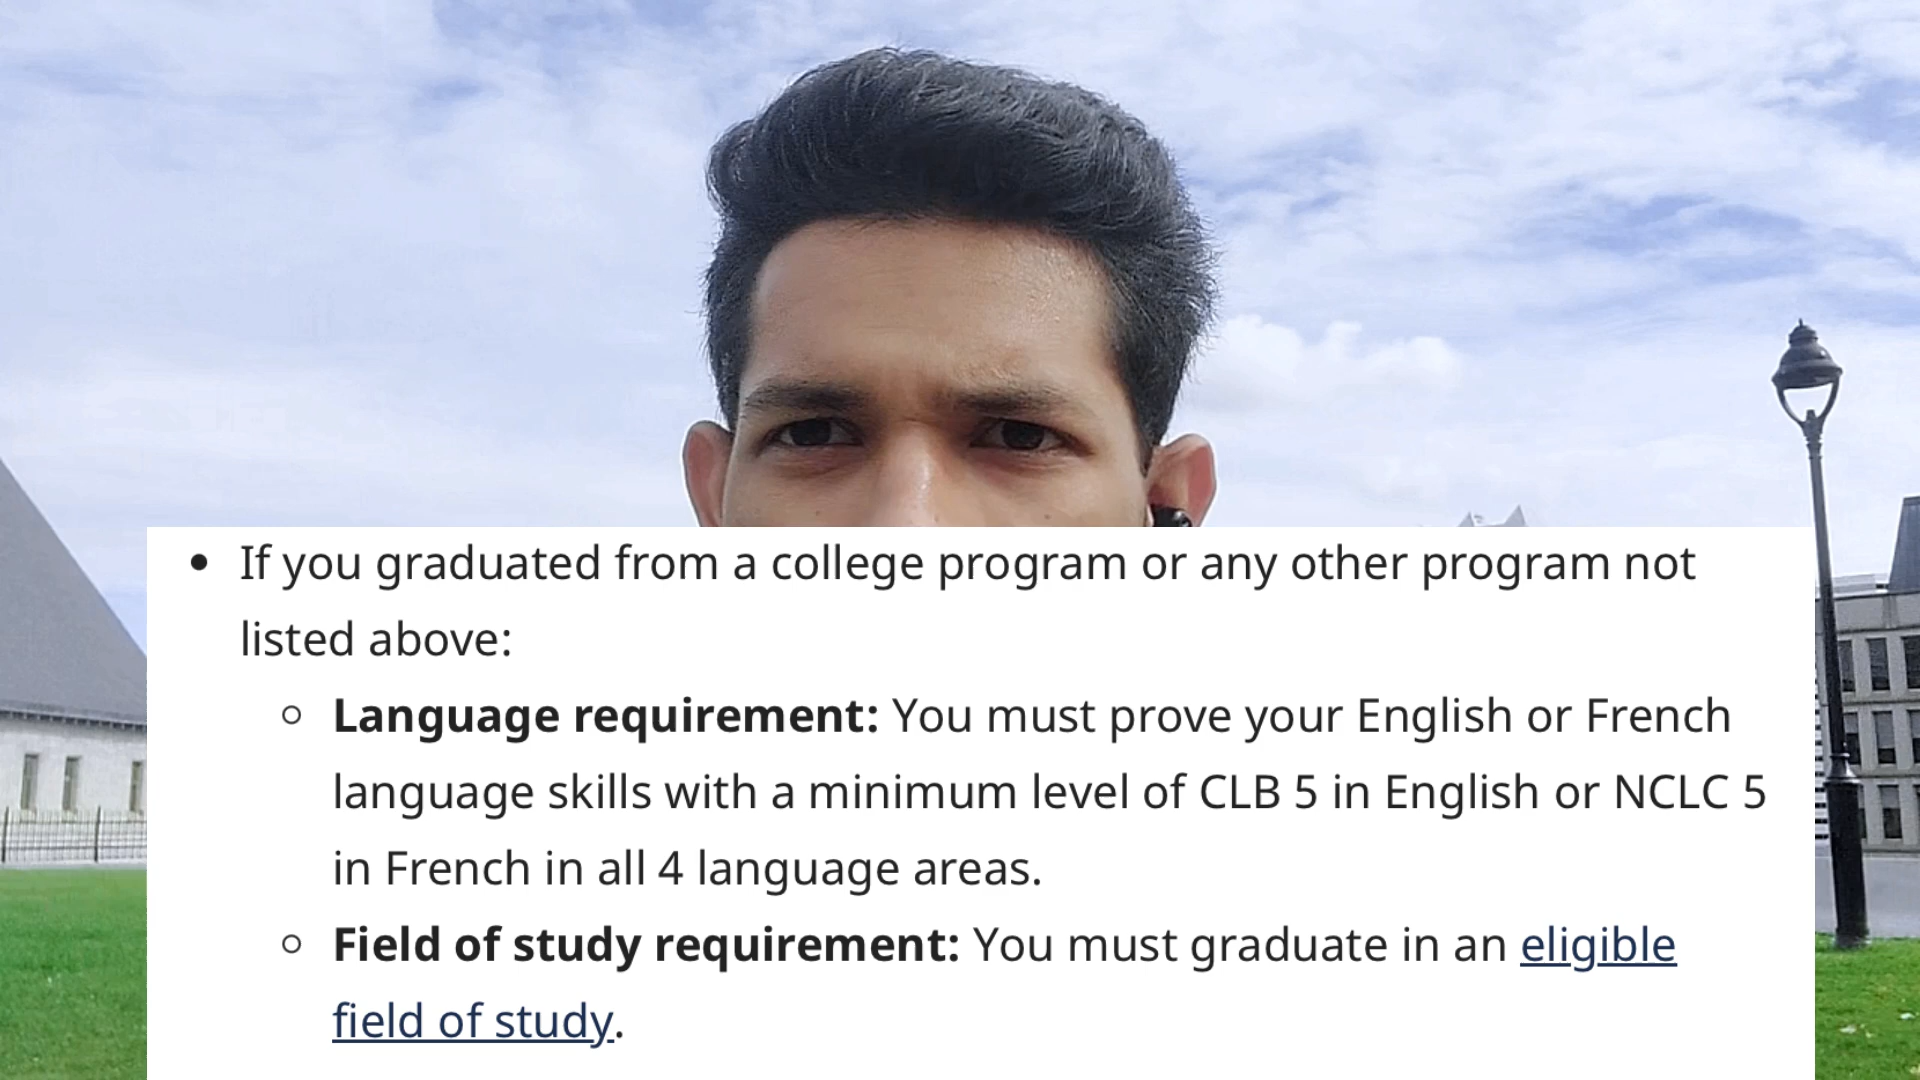 • If you graduated from a college program or any other program not
listed above:
○ Language requirement: You must prove your English or French
language skills with a minimum level of CLB 5 in English or NCLC 5
in French in all 4 language areas.
○ Field of study requirement: You must graduate in an eligible
field of study.